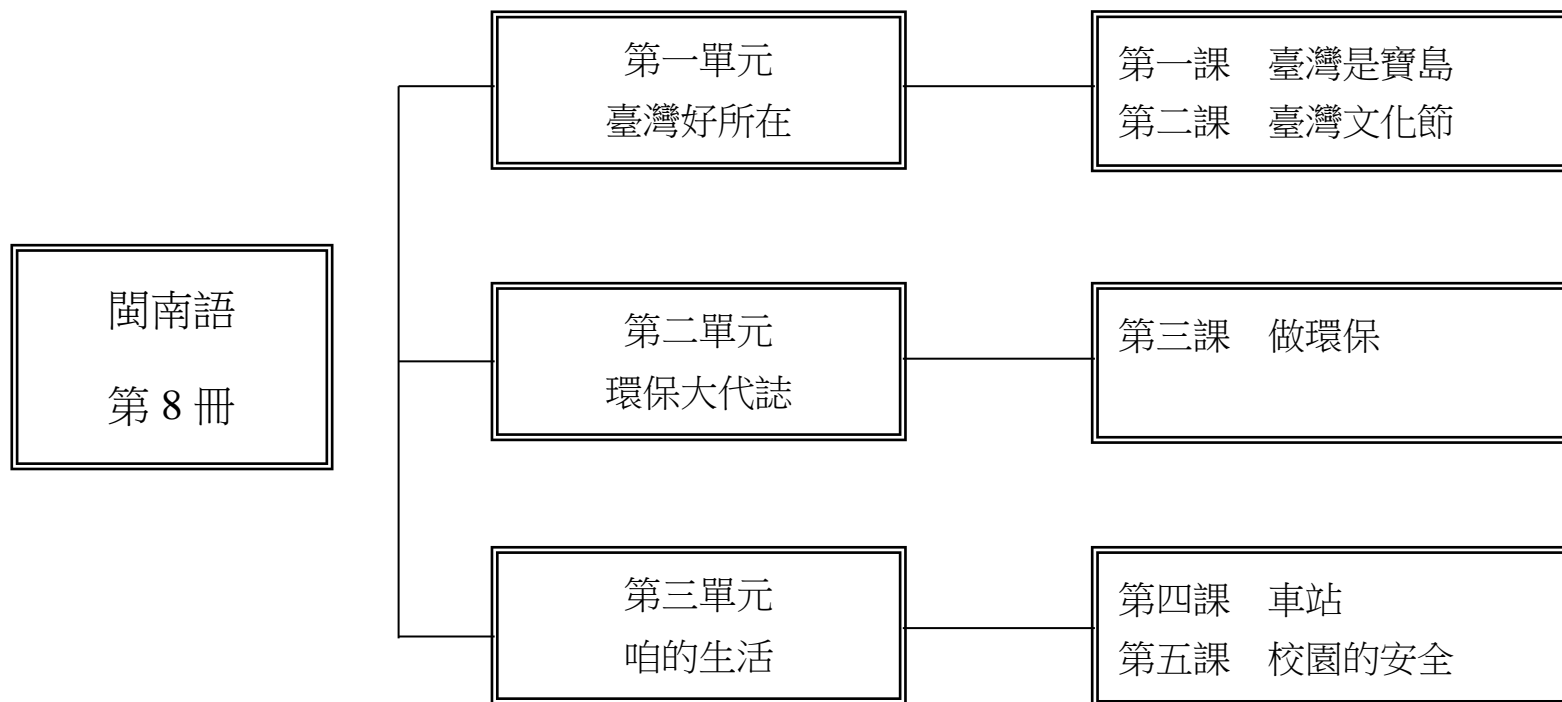 閩南語
第 8 冊
第一單元
臺灣好所在
第一課　臺灣是寶島
第二課　臺灣文化節
第二單元
環保大代誌
第三課　做環保
第三單元
咱的生活
第四課　車站
第五課　校園的安全